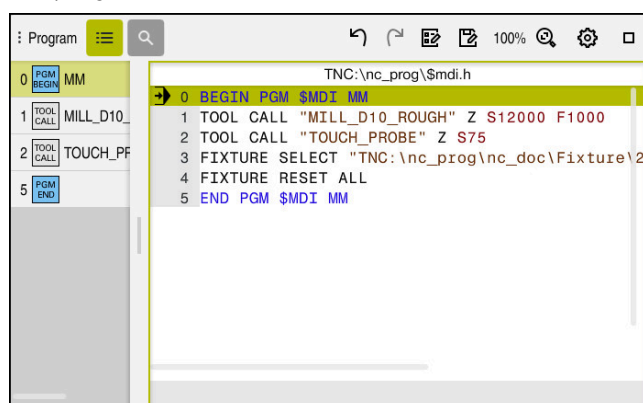 Program
100%
0 PGM BEGIN MM
1 TOOL CALL MILL_D10_
2 TOOL CALL TOUCH_PR
5 PGM END
TNC:\nc_prog\$mdi.h
0 BEGIN PGM $MDI MM
1 TOOL CALL "MILL_D10_ROUGH" Z S12000 F1000
2 TOOL CALL "TOUCH_PROBE" Z S75
3 FIXTURE SELECT "TNC:\nc_prog\nc_doc\Fixture\2
4 FIXTURE RESET ALL
5 END PGM $MDI MM